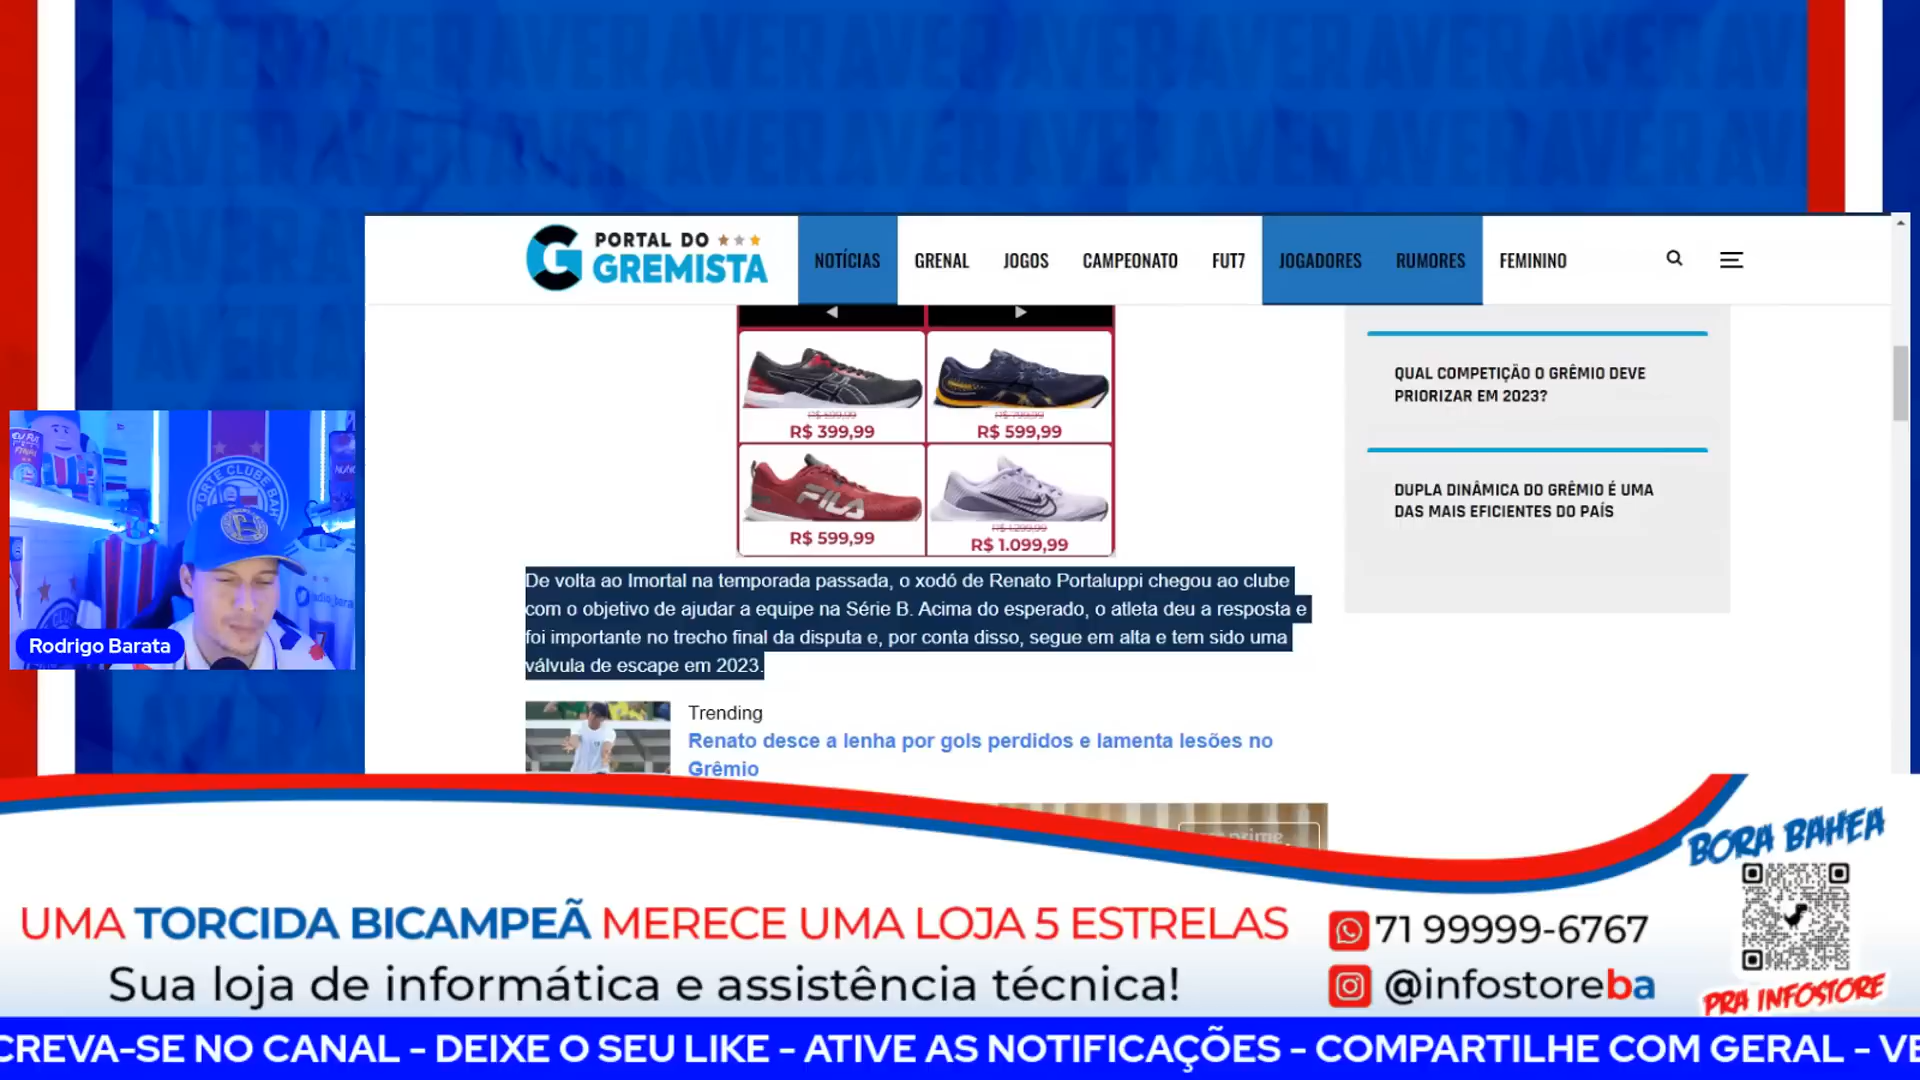 PORTAL DO
GREMISTA
NOTÍCIAS
GRENAL
JOGOS
CAMPEONATO
FUT7
JOGADORES
RUMORES
FEMININO
R$ 399,99
R$ 799,99
R$ 599,99
FILA
R$ 599,99
R$ 1.299,99
R$ 1.099,99
QUAL COMPETIÇÃO O GRÊMIO DEVE
PRIORIZAR EM 2023?
DUPLA DINÂMICA DO GRÊMIO É UMA
DAS MAIS EFICIENTES DO PAÍS
Rodrigo Barata
De volta ao Imortal na temporada passada, o xodó de Renato Portaluppi chegou ao clube
com o objetivo de ajudar a equipe na Série B. Acima do esperado, o atleta deu a resposta e
foi importante no trecho final da disputa e, por conta disso, segue em alta e tem sido uma
válvula de escape em 2023.
Trending
Renato desce a lenha por gols perdidos e lamenta lesões no
Grêmio
BORA BAHEA
UMA TORCIDA BICAMPEÃ MERECE UMA LOJA 5 ESTRELAS
Sua loja de informática e assistência técnica!
71 99999-6767
@infostoreba
PRA INFOSTORE
CREVA-SE NO CANAL - DEIXE O SEU LIKE - ATIVE AS NOTIFICAÇÕES - COMPARTILHE COM GERAL - VE